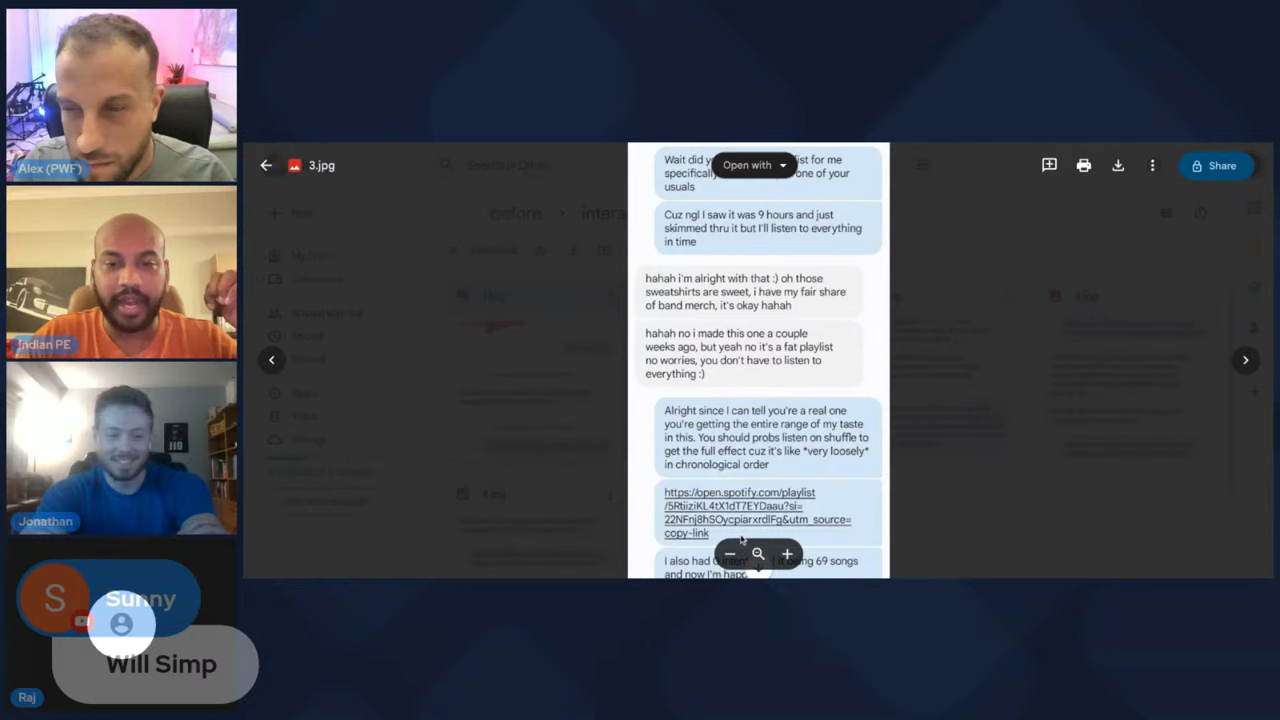 Alex (PWF)
Indian PE
Jonathan
S
Sunny
Will Simp
Raj
3.jpg
Open with
Share
Wait did list for me
specifically one of your
usuals
Cuz ngl I saw it was 9 hours and just
skimmed thru it but I'll listen to everything
in time
hahah i'm alright with that :) oh those
sweatshirts are sweet, i have my fair share
of band merch, it's okay hahah
hahah no i made this one a couple
weeks ago, but yeah no it's a fat playlist
no worries, you don't have to listen to
everything :)
Alright since I can tell you're a real one
you're getting the entire range of my taste
in this. You should probs listen on shuffle to
get the full effect cuz it's like *very loosely*
in chronological order
https://open.spotify.com/playlist
/5RtiiziKL4tX1dT7EYDaau?si=
22NFnj8hSOycpiarxrdlFg&utm_source=
copy-link
I also had being 69 songs
and now I'm